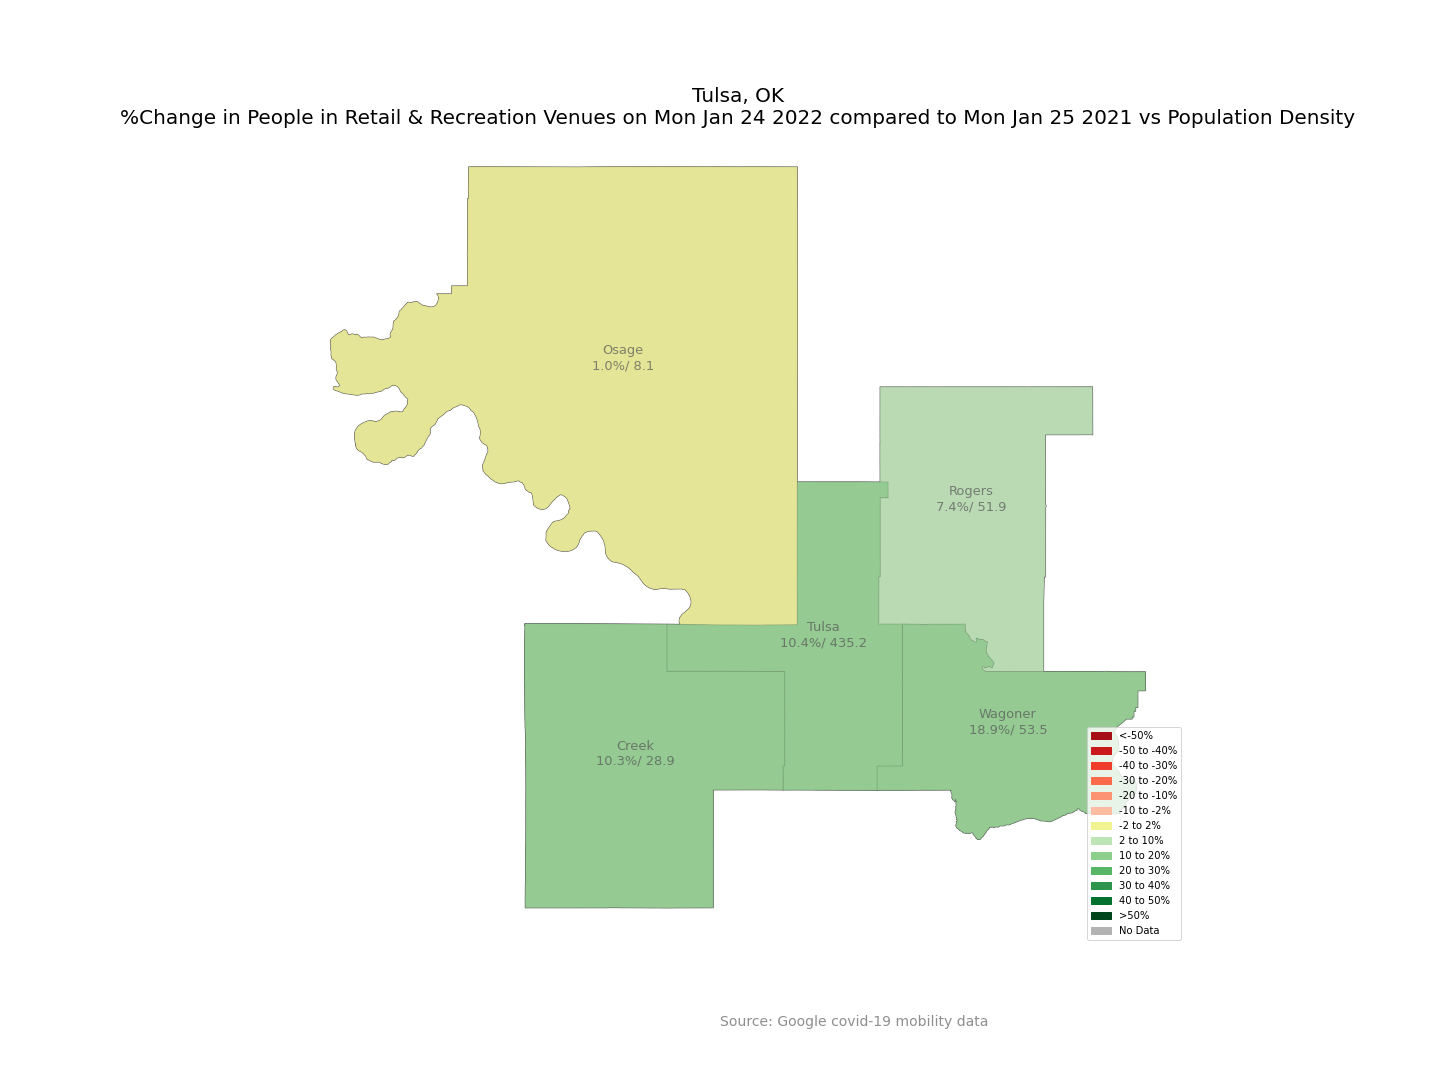 Tulsa, OK
%Change in People in Retail & Recreation Venues on Mon Jan 24 2022 compared to Mon Jan 25 2021 vs Population Density
Osage
1.0%/ 8.1
Rogers
7.4%/ 51.9
Tulsa
10.4%/ 435.2
Wagoner
18.9%/ 53.5
Creek
10.3%/ 28.9
<-50%
-50 to -40%
-40 to -30%
-30 to -20%
-20 to -10%
-10 to -2%
-2 to 2%
2 to 10%
10 to 20%
20 to 30%
30 to 40%
40 to 50%
>50%
No Data
Source: Google covid-19 mobility data